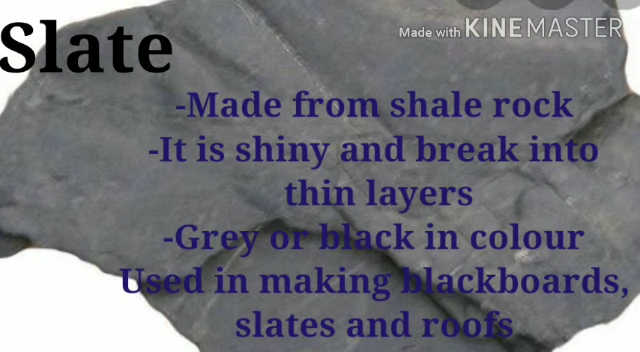 Made with KINEMASTER
Slate
-Made from shale rock
-It is shiny and break into
thin layers
-Grey or black in colour
Used in making blackboards,
slates and roofs